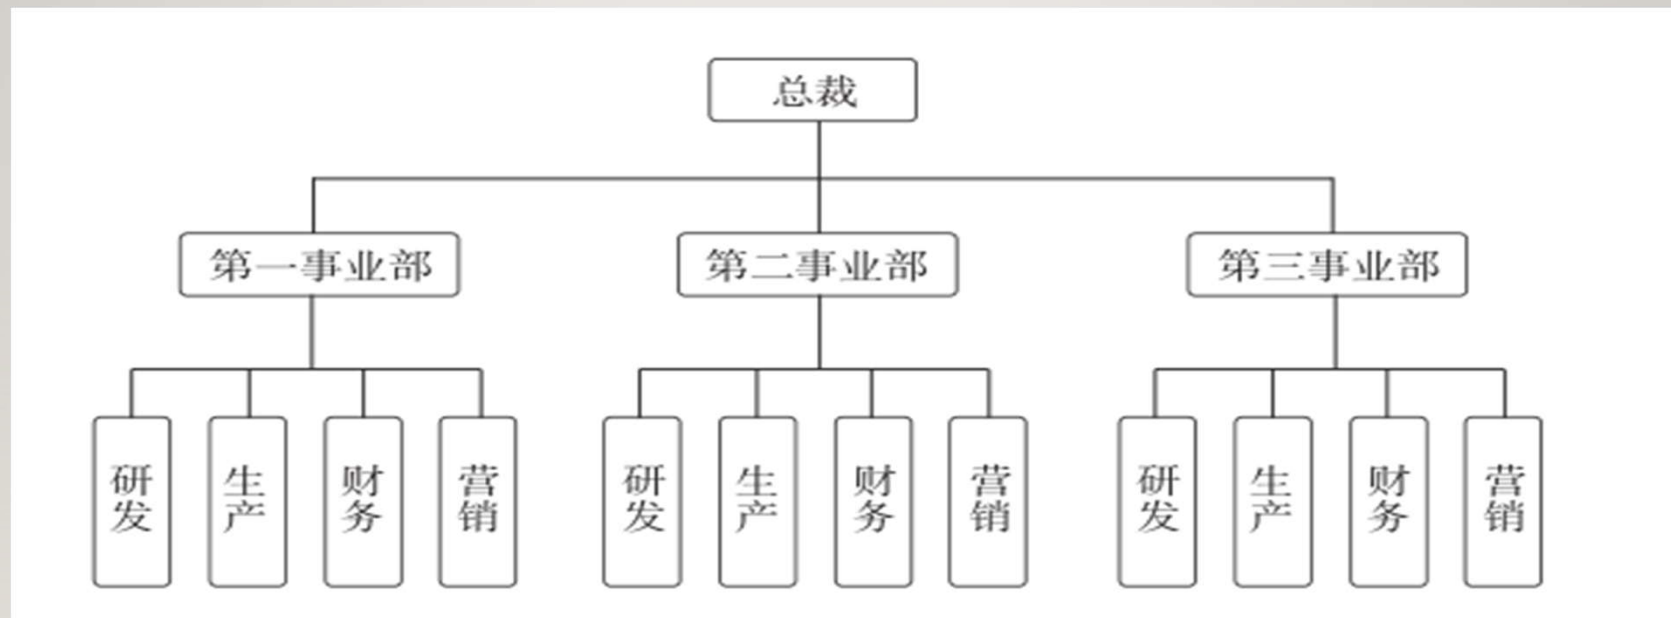 总裁
第一事业部
第二事业部
第三事业部
研发
生产
财务
营销
研发
生产
财务
营销
研发
生产
财务
营销